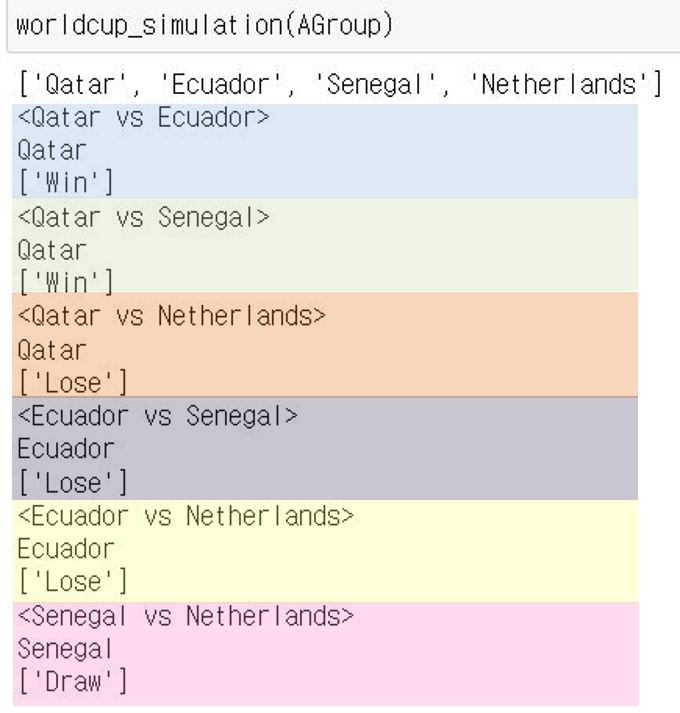 worldcup_simulation(AGroup)
['Qatar', 'Ecuador', 'Senegal', 'Netherlands']
<Qatar vs Ecuador>
Qatar
['Win']
<Qatar vs Senegal>
Qatar
['Win']
<Qatar vs Netherlands>
Qatar
['Lose']
<Ecuador vs Senegal>
Ecuador
['Lose']
<Ecuador vs Netherlands>
Ecuador
['Lose']
<Senegal vs Netherlands>
Senegal
['Draw']